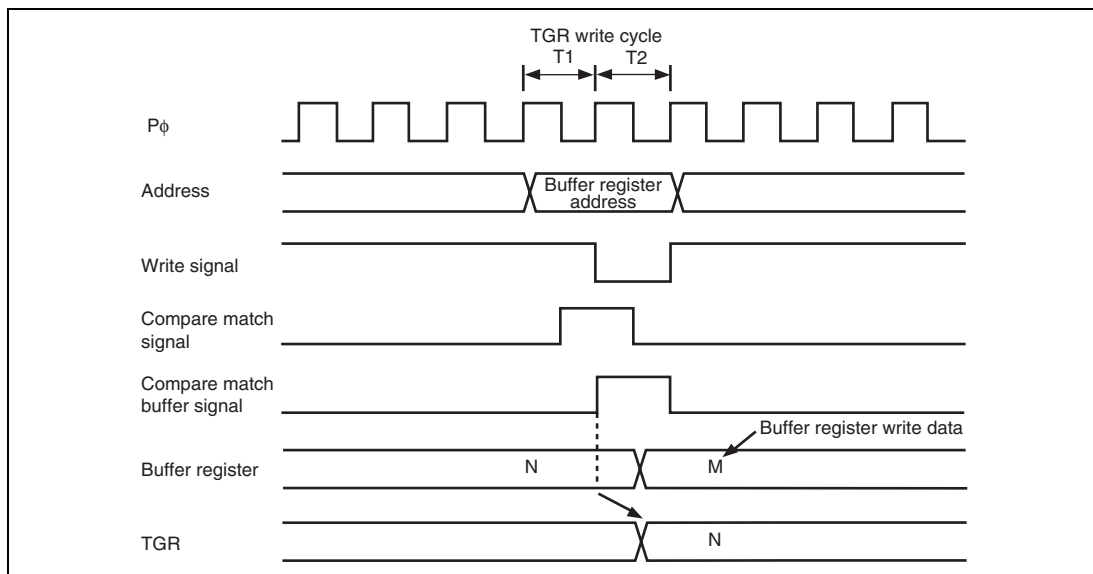 TGR write cycle
T1 T2
Pϕ
Address
Buffer register
address
Write signal
Compare match
signal
Compare match
buffer signal
Buffer register write data
Buffer register
N M
TGR
N